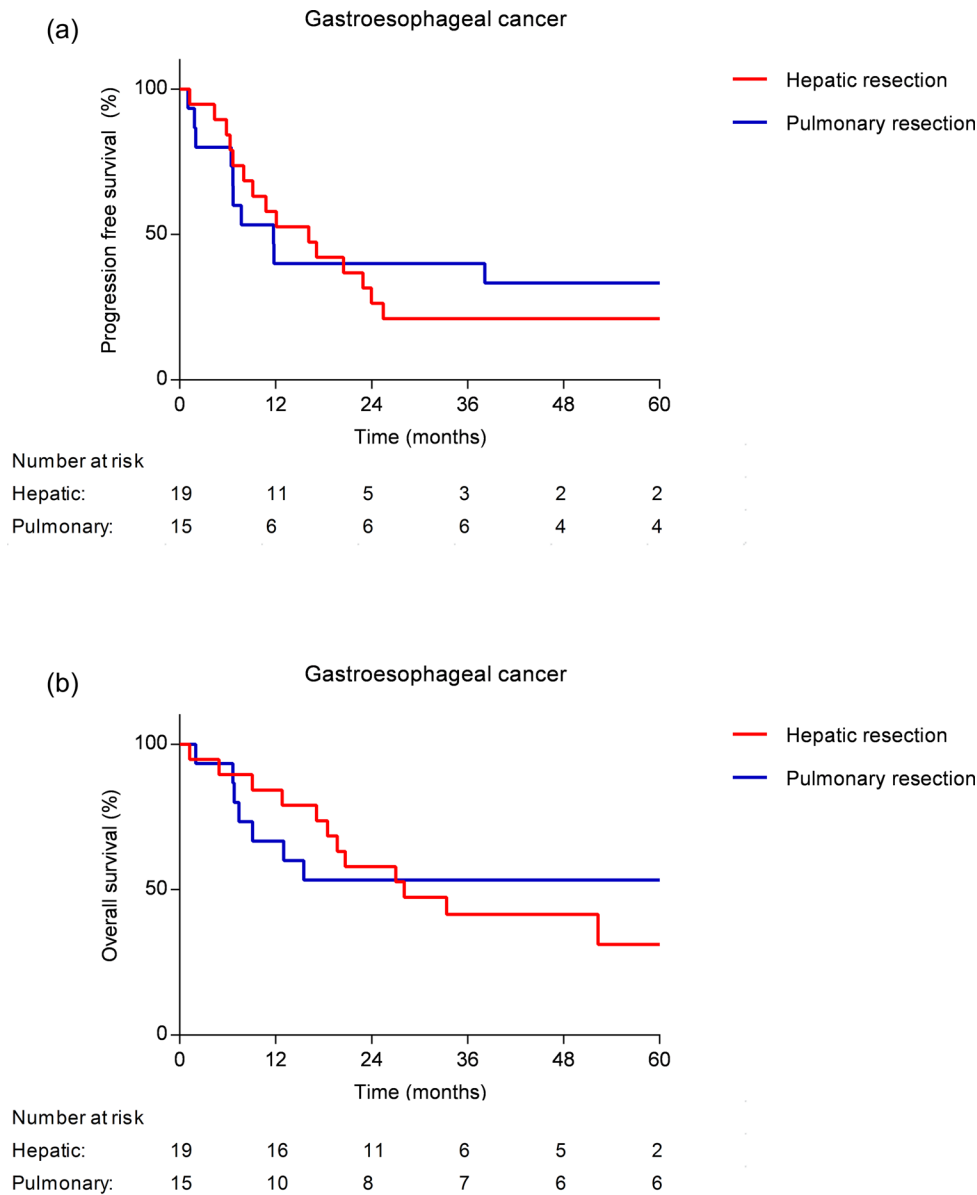 (a)
Gastroesophageal cancer
Hepatic resection
Pulmonary resection
Progression free survival (%)
100
50
0
0 12 24 36 48 60
Time (months)
Number at risk
Hepatic: 19 11 5 3 2 2
Pulmonary: 15 6 6 6 4 4
(b)
Gastroesophageal cancer
Hepatic resection
Pulmonary resection
Overall survival (%)
100
50
0
0 12 24 36 48 60
Time (months)
Number at risk
Hepatic: 19 16 11 6 5 2
Pulmonary: 15 10 8 7 6 6